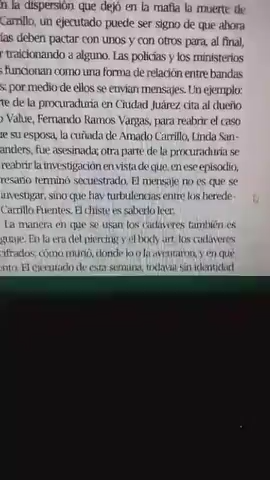 n la dispersión que dejó en la mafia la muerte de
Carrillo, un ejecutado puede ser signo de que ahora
las deben pactar con unos y con otros para, al final,
traicionando a alguno. Las policías y los ministerios
funcionan como una forma de relación entre bandas
s: por medio de ellos se envían mensajes. Un ejemplo:
te de la procuraduría en Ciudad Juárez cita al dueño
Value, Fernando Ramos Vargas, para reabrir el caso
ue su esposa, la cuñada de Amado Carrillo, Linda San-
anders, fue asesinada; otra parte de la procuraduría se
reabrir la investigación en vista de que, en ese episodio,
resario terminó secuestrado. El mensaje no es que se
investigar, sino que hay turbulencias entre los herede-
Carrillo Fuentes. El chiste es saberlo leer.
La manera en que se usan los cadáveres también es
guaje. En la era del piercing y el body art, los cadáveres
cifrados: cómo murió, dónde lo o la aventaron, y en qué
nto. El ejecutado de esta semana, todavía sin identidad